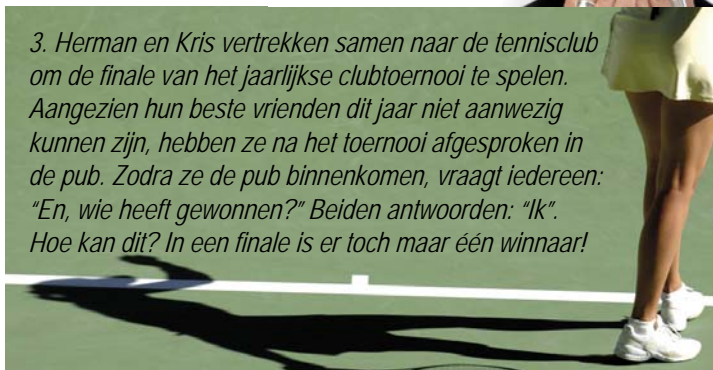 3. Herman en Kris vertrekken samen naar de tennisclub
om de finale van het jaarlijkse clubtoernooi te spelen.
Aangezien hun beste vrienden dit jaar niet aanwezig
kunnen zijn, hebben ze na het toernooi afgesproken in
de pub. Zodra ze de pub binnenkomen, vraagt iedereen:
“En, wie heeft gewonnen?” Beiden antwoorden: “Ik”.
Hoe kan dit? In een finale is er toch maar één winnaar!